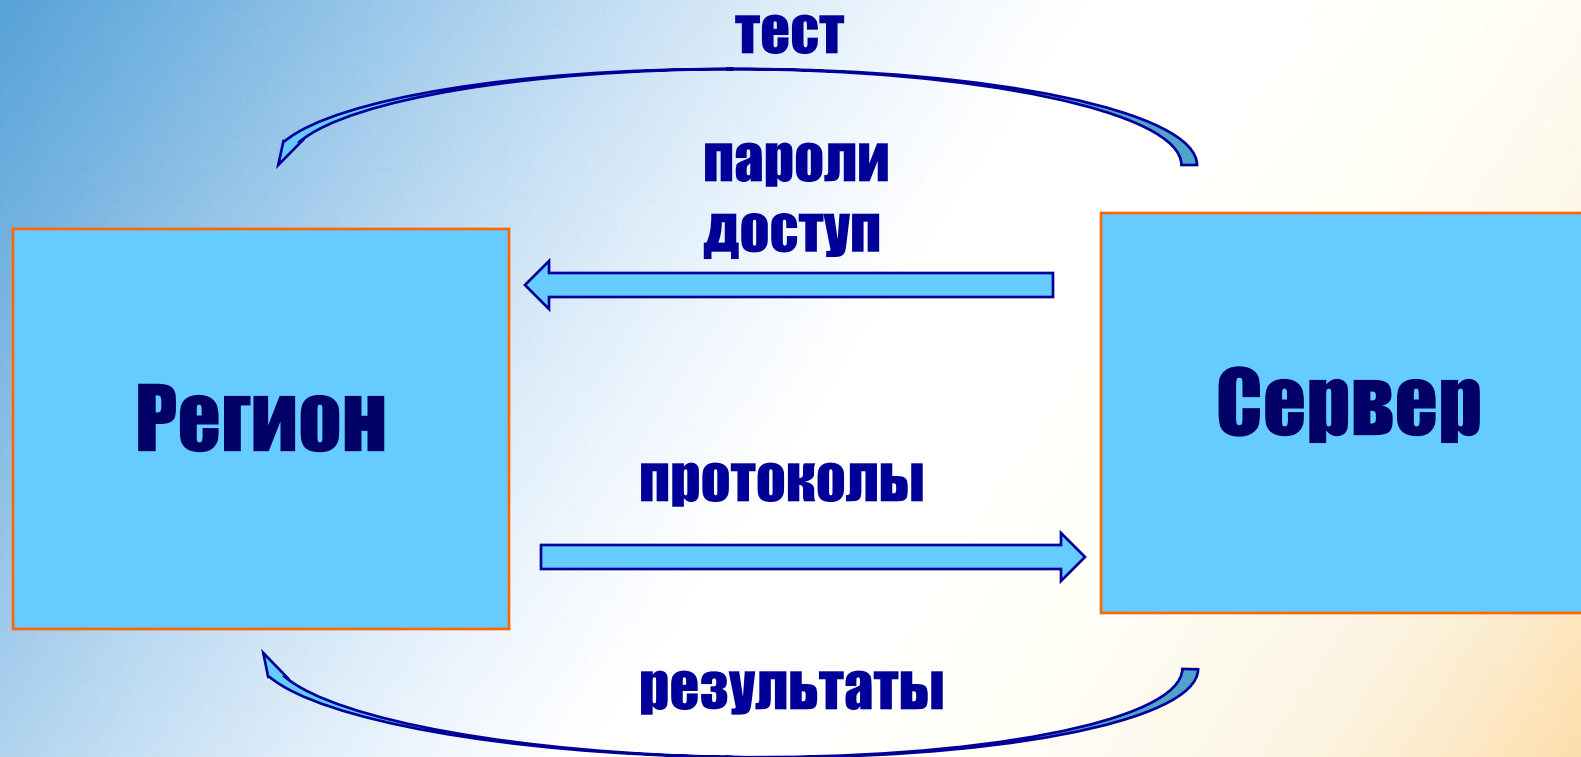 тест
пароли
доступ
Регион
Сервер
протоколы
результаты